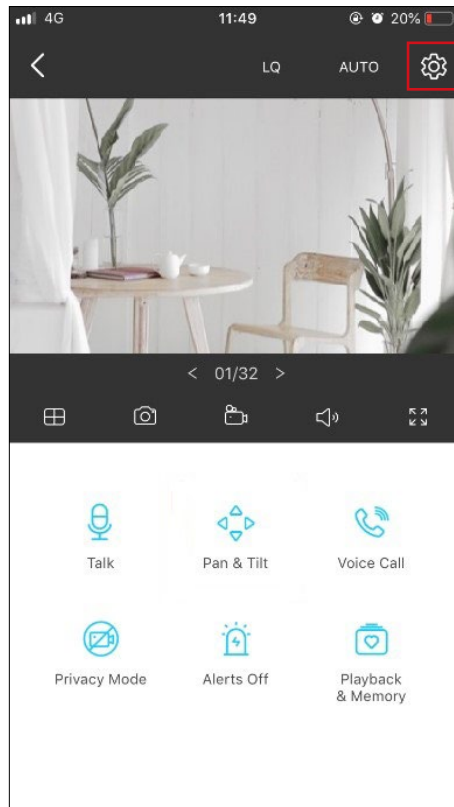 4G 11:49 20%
LQ AUTO
< 01/32 >
Talk Pan & Tilt Voice Call
Privacy Mode Alerts Off Playback
& Memory